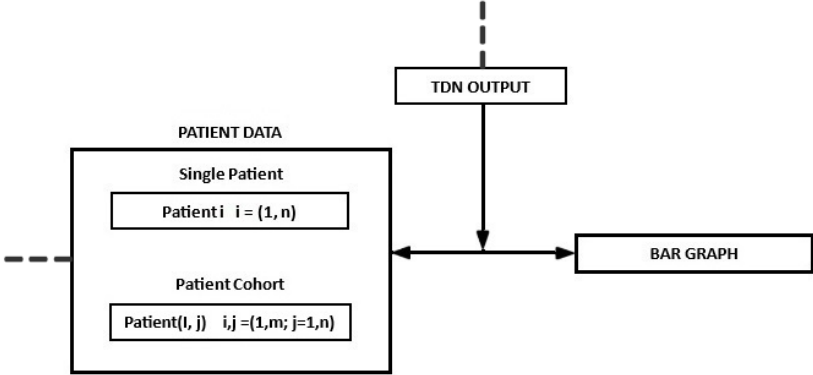 TDN OUTPUT
PATIENT DATA
Single Patient
Patient i i = (1, n)
BAR GRAPH
Patient Cohort
Patient(I, j) i,j =(1,m; j=1,n)